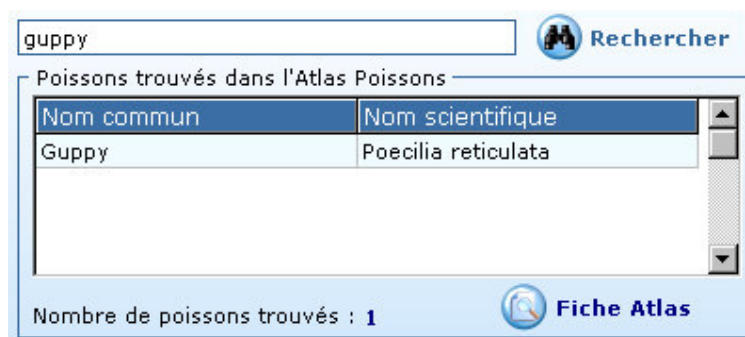 guppy Rechercher
Poissons trouvés dans l'Atlas Poissons
Nom commun Nom scientifique
Guppy Poecilia reticulata
Nombre de poissons trouvés : 1 Fiche Atlas